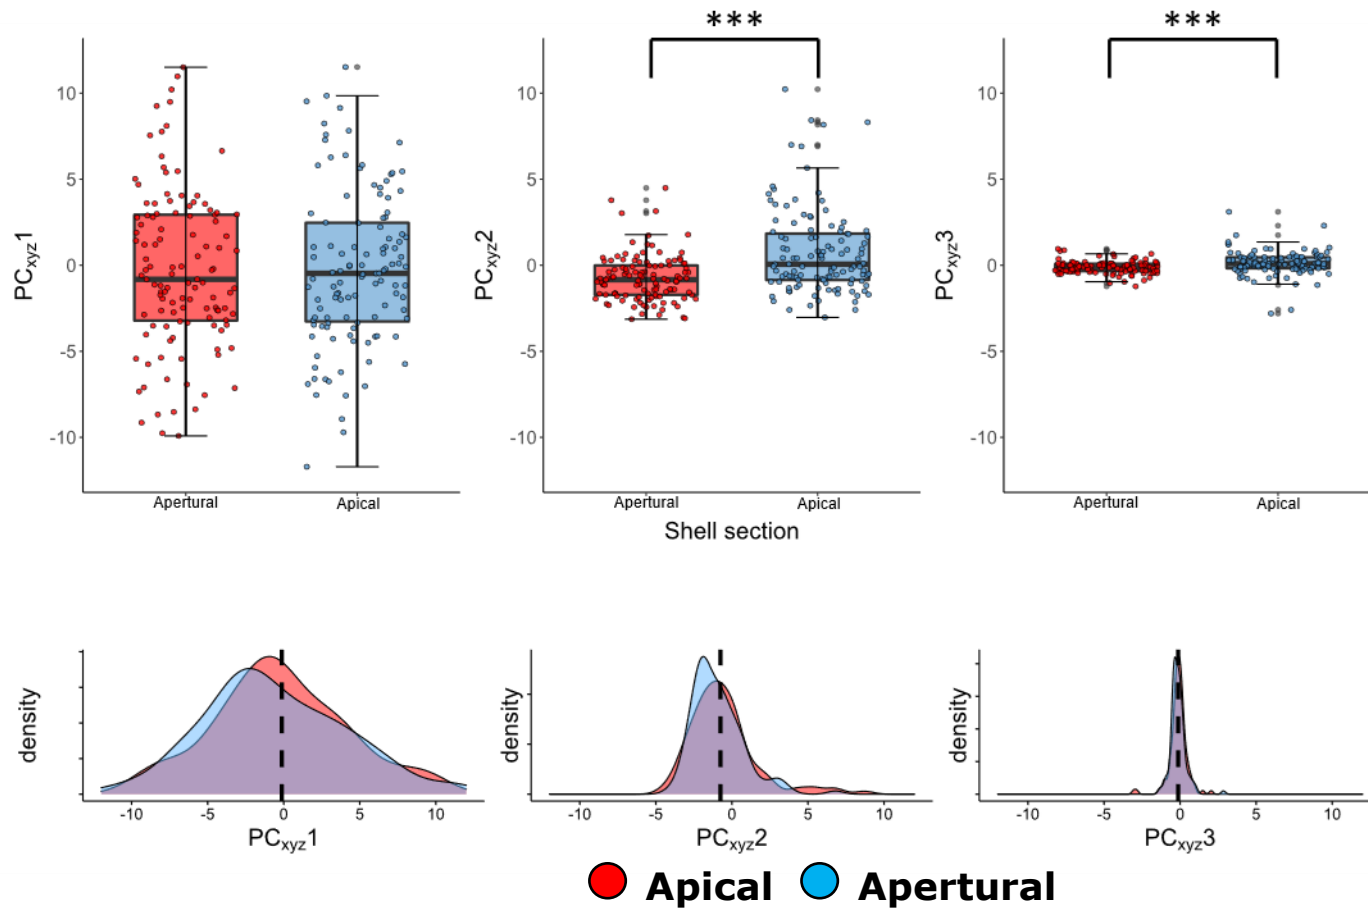 *** ***
10 10 10
5 5 5
PCxyz1 0 PCxyz2 0 PCxyz3 0
-5 -5 -5
-10 -10 -10
Apertural Apical Apertural Apical Apertural Apical
Shell section
density density density
-10 -5 0 5 10 -10 -5 0 5 10 -10 -5 0 5 10
PCxyz1 PCxyz2 PCxyz3
Apical Apertural